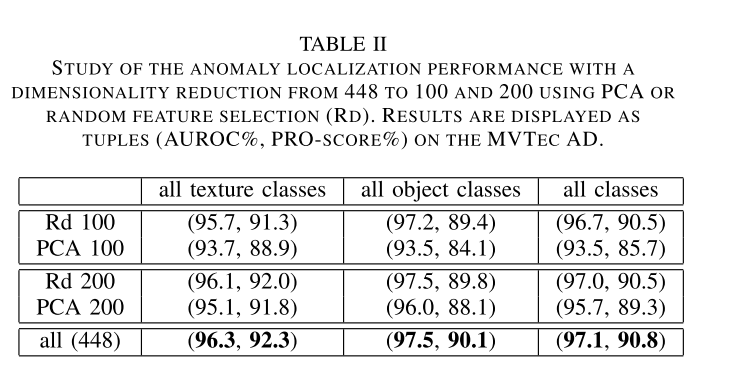 TABLE II
STUDY OF THE ANOMALY LOCALIZATION PERFORMANCE WITH A
DIMENSIONALITY REDUCTION FROM 448 TO 100 AND 200 USING PCA OR
RANDOM FEATURE SELECTION (RD). RESULTS ARE DISPLAYED AS
TUPLES (AUROC%, PRO-SCORE%) ON THE MVTEC AD.
all texture classes all object classes all classes
Rd 100 (95.7, 91.3) (97.2, 89.4) (96.7, 90.5)
PCA 100 (93.7, 88.9) (93.5, 84.1) (93.5, 85.7)
Rd 200 (96.1, 92.0) (97.5, 89.8) (97.0, 90.5)
PCA 200 (95.1, 91.8) (96.0, 88.1) (95.7, 89.3)
all (448) (96.3, 92.3) (97.5, 90.1) (97.1, 90.8)